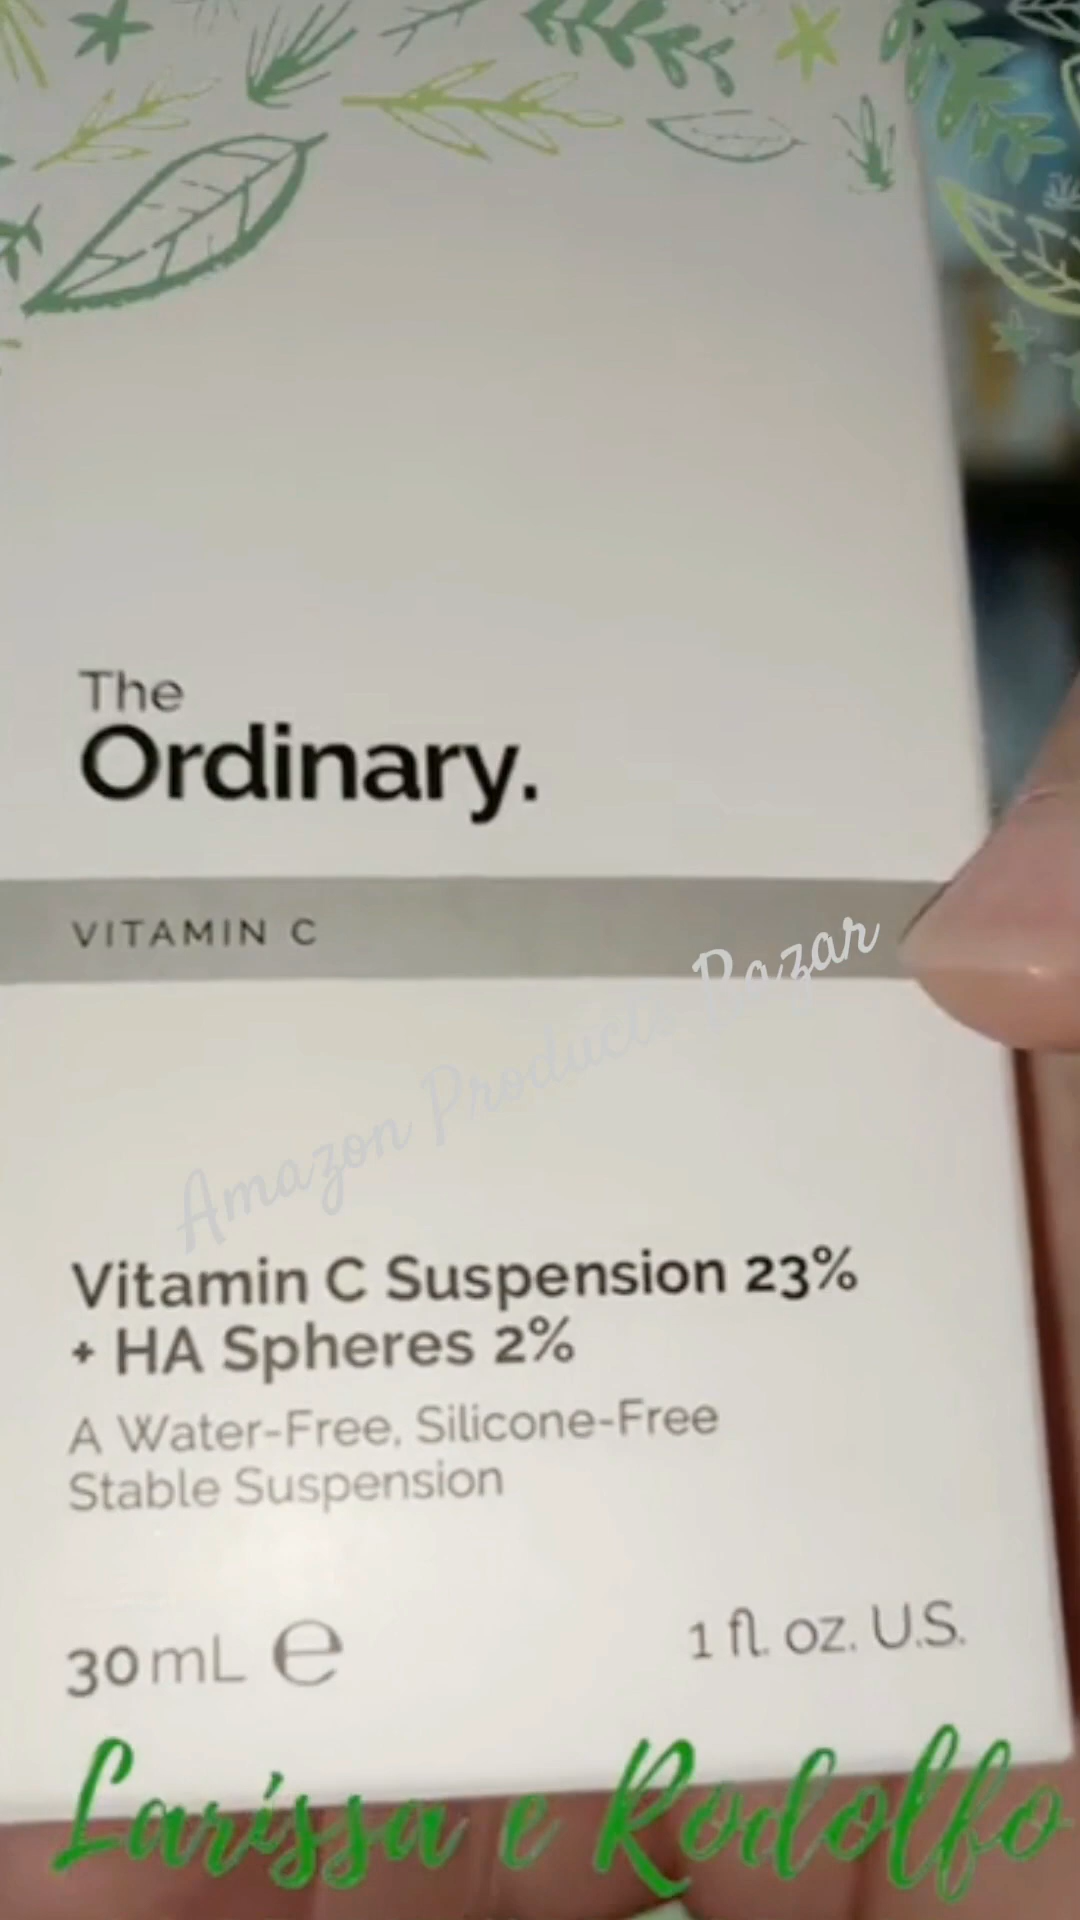 The
Ordinary.
VITAMIN C
Amazon Products Bazar
Vitamin C Suspension 23%
+ HA Spheres 2%
A Water-Free, Silicone-Free
Stable Suspension
30 mL e
1 fl. oz. U.S.
Larissa e Rodolfo